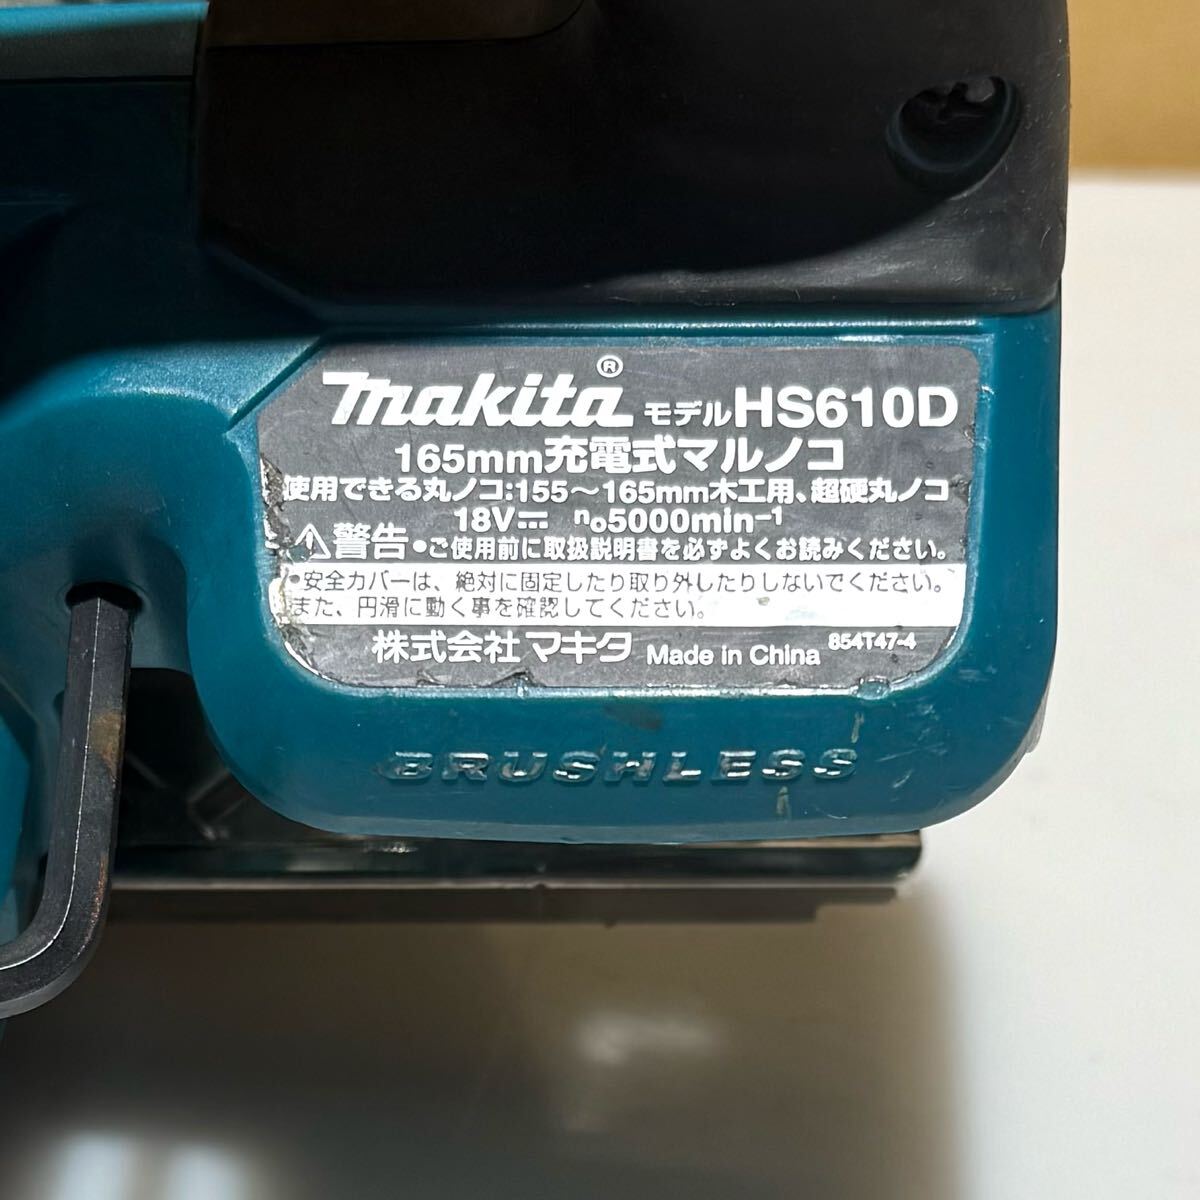 makita® モデルHS610D
165mm充電式マルノコ
使用できる丸ノコ:155～165mm木工用、超硬丸ノコ
18V⎓ n₀5000min⁻¹
⚠警告•ご使用前に取扱説明書を必ずよくお読みください。
•安全カバーは、絶対に固定したり取り外したりしないでください。
また、円滑に動く事を確認してください。
株式会社マキタ Made in China 854T47-4
BRUSHLESS